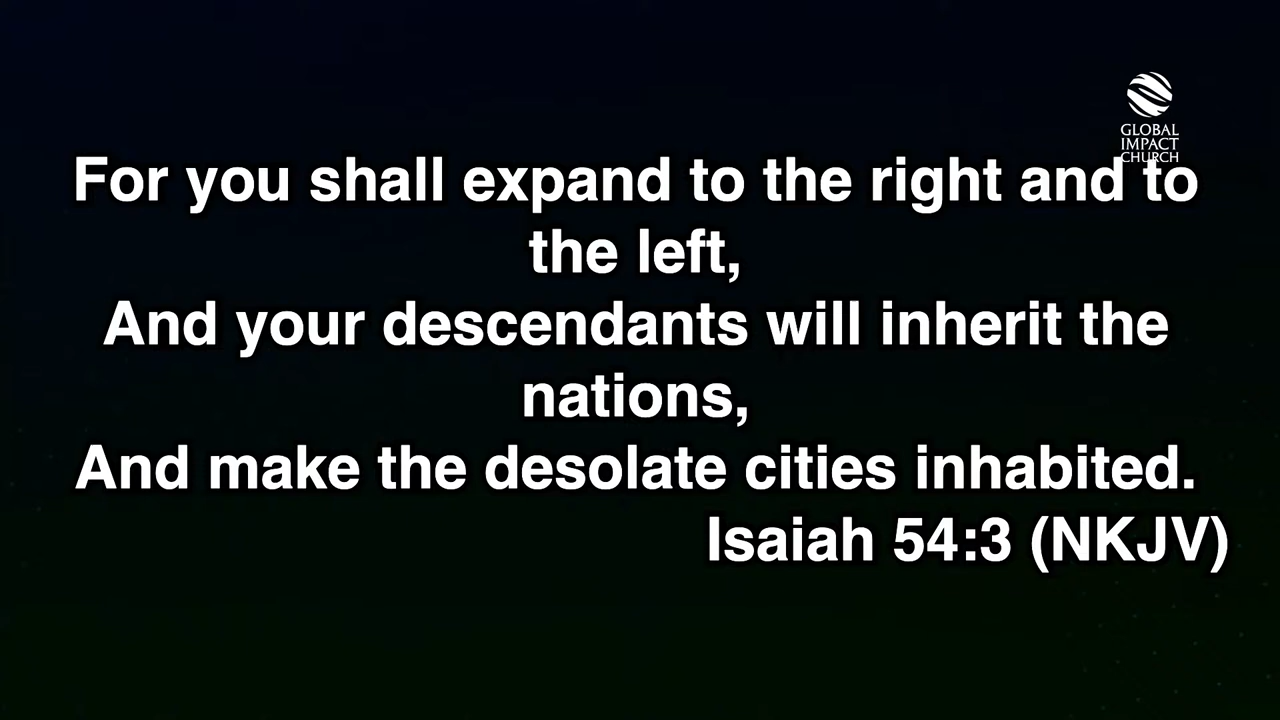 GLOBAL
IMPACT
CHURCH
For you shall expand to the right and to
the left,
And your descendants will inherit the
nations,
And make the desolate cities inhabited.
Isaiah 54:3 (NKJV)